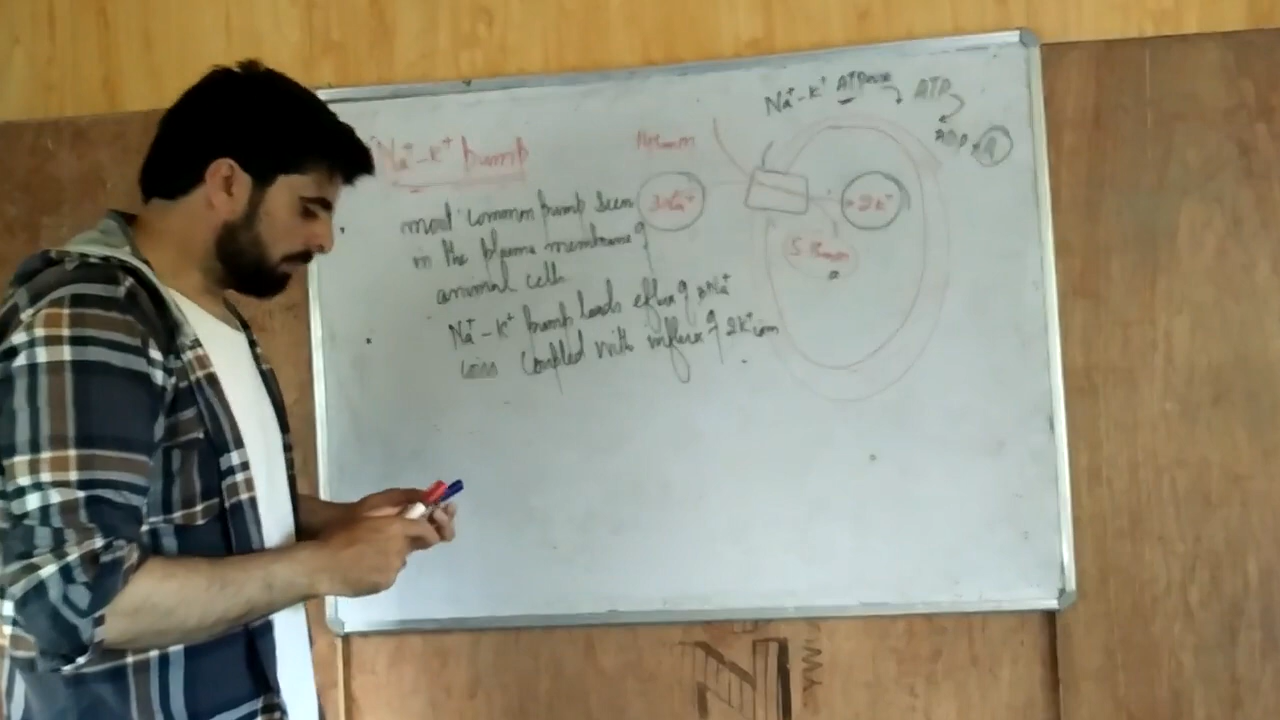 Na⁺-K⁺ pump
most common pump seen
in the plasma membrane of
animal cells
Na⁺-K⁺ pump leads efflux of 3Na⁺
ions coupled with influx of 2K⁺ ion
3Na⁺
Na⁺-K⁺ ATPase
ATP
ADP
2K⁺